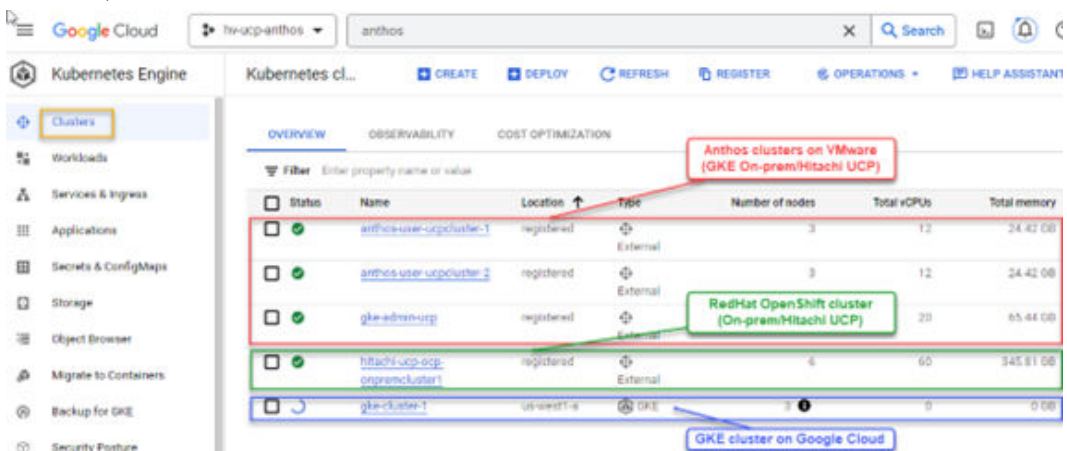 Google Cloud
hv-ucp-anthos
anthos
Search
Kubernetes Engine
Kubernetes cl...
CREATE
DEPLOY
REFRESH
REGISTER
OPERATIONS
HELP ASSISTANT
Clusters
Workloads
Services & Ingress
Applications
Secrets & ConfigMaps
Storage
Object Browser
Migrate to Containers
Backup for GKE
Security Posture
OVERVIEW
OBSERVABILITY
COST OPTIMIZATION
Anthos clusters on VMware
(GKE On-prem/Hitachi UCP)
Filter Enter property name or value
Status Name Location Type Number of nodes Total vCPUs Total memory
anthos-user-ucpcluster-1 registered External 3 12 24.42 GB
anthos-user-ucpcluster-2 registered External 3 12 24.42 GB
RedHat OpenShift cluster
(On-prem/Hitachi UCP)
gke-admin-ucp registered External 20 65.44 GB
hitachi-ucp-ocp-
onpremcluster1 registered External 6 60 345.81 GB
gke-cluster-1 us-west1-a GKE 3 0 0 GB
GKE cluster on Google Cloud